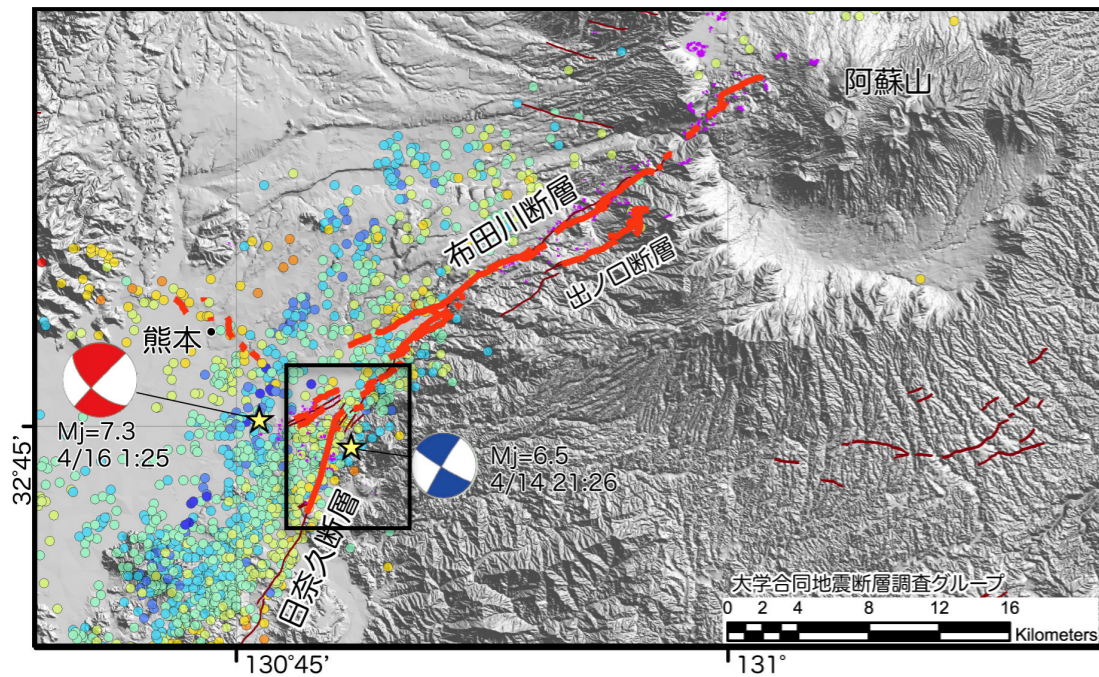 阿蘇山
布田川断層
出ノ口断層
熊本
Mj=7.3
4/16 1:25
Mj=6.5
4/14 21:26
日奈久断層
32°45'
大学合同地震断層調査グループ
0 2 4 8 12 16
Kilometers
130°45'
131°